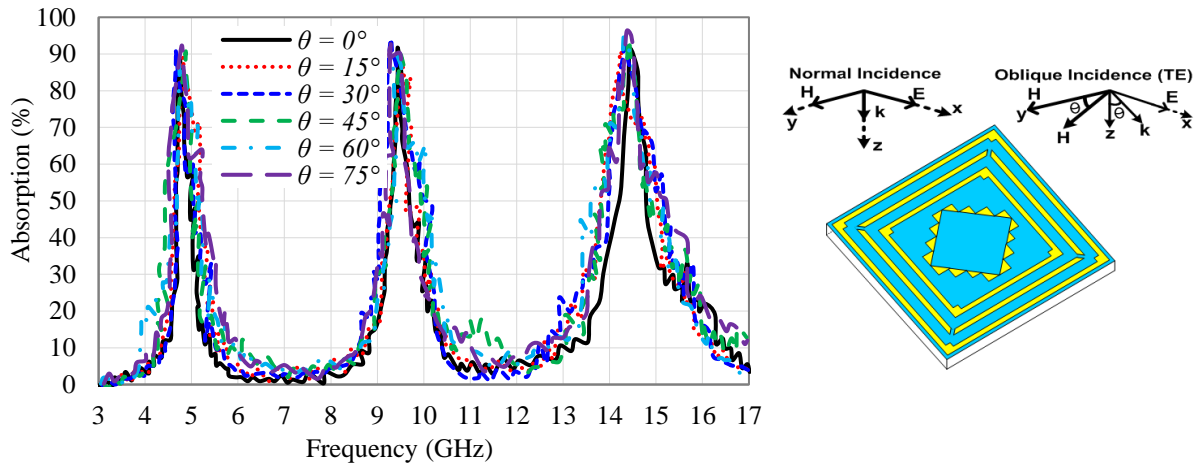 100
90
80
70
60
50
40
30
20
10
0
Absorption (%)
θ = 0°
θ = 15°
θ = 30°
θ = 45°
θ = 60°
θ = 75°
3 4 5 6 7 8 9 10 11 12 13 14 15 16 17
Frequency (GHz)
Normal Incidence
H E
k x
y
z
Oblique Incidence (TE)
H E
y Θ Θ x
H z k